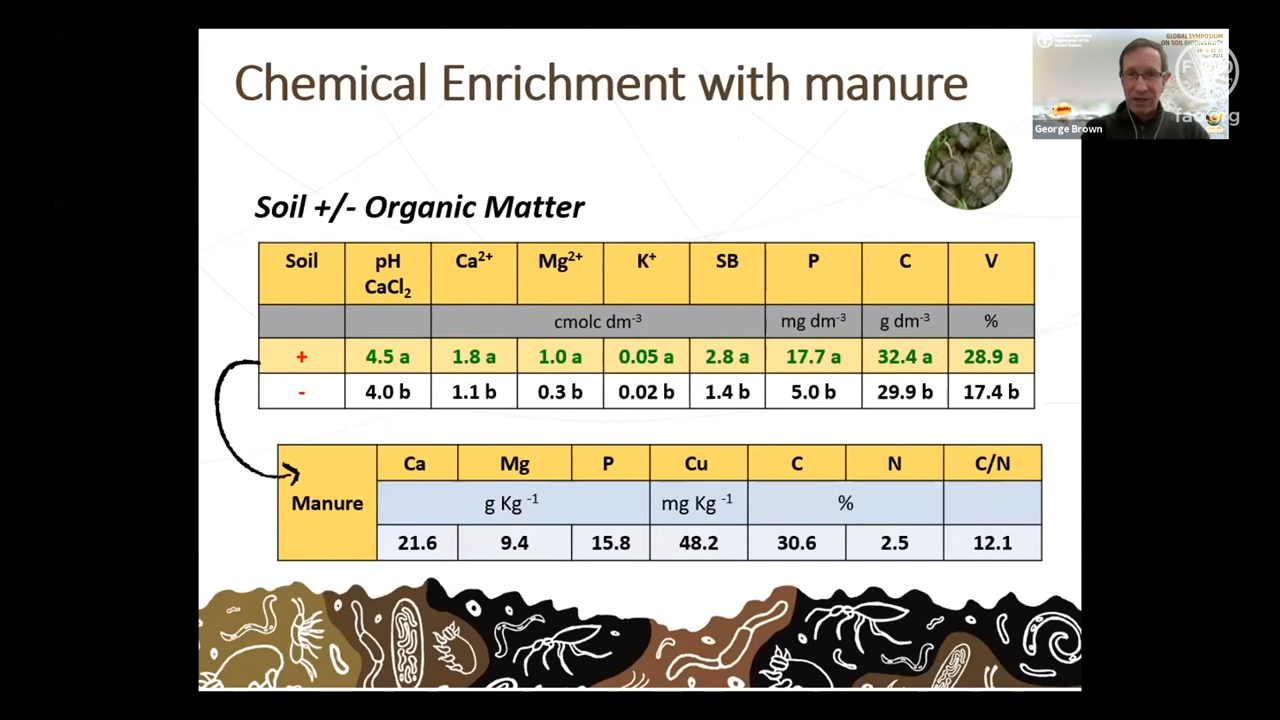 Chemical Enrichment with manure
GLOBAL SYMPOSIUM
ON SOIL BIODIVERSITY
George Brown
fao.org
Soil +/- Organic Matter
Soil pH CaCl2 Ca2+ Mg2+ K+ SB P C V
cmolc dm-3 mg dm-3 g dm-3 %
+ 4.5 a 1.8 a 1.0 a 0.05 a 2.8 a 17.7 a 32.4 a 28.9 a
- 4.0 b 1.1 b 0.3 b 0.02 b 1.4 b 5.0 b 29.9 b 17.4 b
Ca Mg P Cu C N C/N
Manure g Kg -1 mg Kg -1 %
21.6 9.4 15.8 48.2 30.6 2.5 12.1